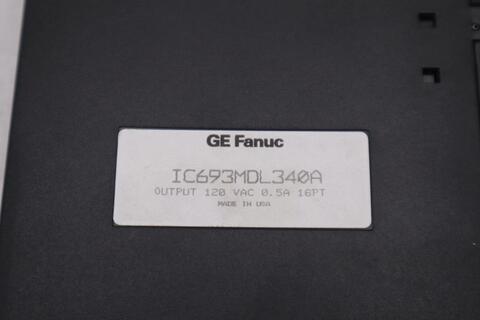 GE Fanuc
IC693MDL340A
OUTPUT 120 VAC 0.5A 16PT
MADE IN USA